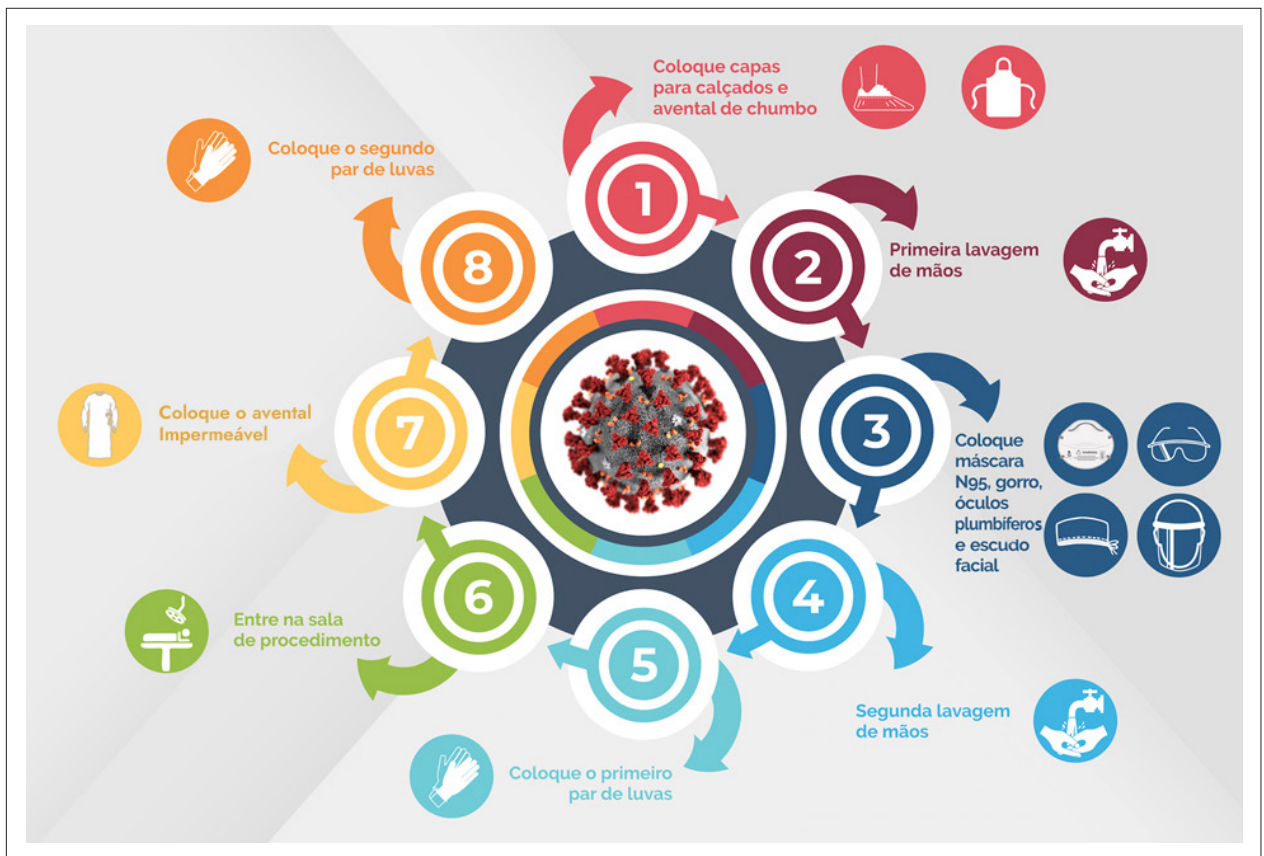 Coloque capas
para calçados e
avental de chumbo
1
Primeira lavagem
de mãos
2
Coloque
máscara
N95, gorro,
óculos
plumbíferos
e escudo
facial
3
Segunda lavagem
de mãos
4
Coloque o primeiro
par de luvas
5
Entre na sala
de procedimento
6
Coloque o avental
Impermeável
7
Coloque o segundo
par de luvas
8